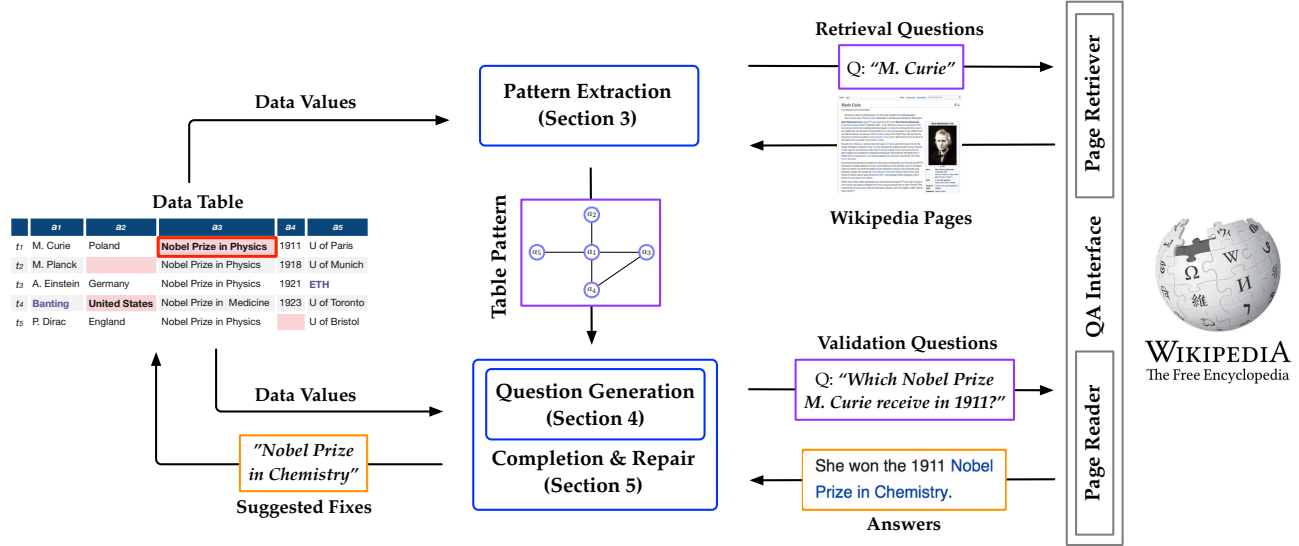 Retrieval Questions
Q: “M. Curie”
Pattern Extraction
(Section 3)
Data Values
Page Retriever
Wikipedia Pages
Data Table
a1 a2 a3 a4 a5
t1 M. Curie Poland Nobel Prize in Physics 1911 U of Paris
t2 M. Planck Nobel Prize in Physics 1918 U of Munich
t3 A. Einstein Germany Nobel Prize in Physics 1921 ETH
t4 Banting United States Nobel Prize in Medicine 1923 U of Toronto
t5 P. Dirac England Nobel Prize in Physics U of Bristol
Table Pattern
a2
a5 a1 a3
a4
QA Interface
Ω W И 維
WIKIPEDIA
The Free Encyclopedia
Validation Questions
Q: “Which Nobel Prize
M. Curie receive in 1911?”
Question Generation
(Section 4)
Completion & Repair
(Section 5)
Data Values
”Nobel Prize
in Chemistry”
Suggested Fixes
She won the 1911 Nobel
Prize in Chemistry.
Answers
Page Reader